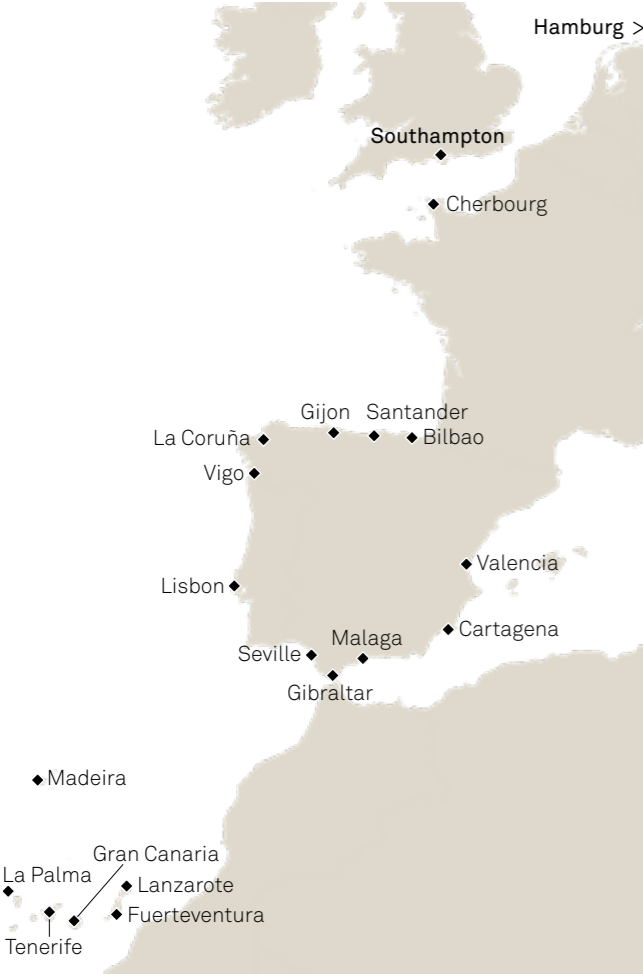 Hamburg >
Southampton
Cherbourg
Gijon
Santander
La Coruña
Bilbao
Vigo
Valencia
Lisbon
Cartagena
Malaga
Seville
Gibraltar
Madeira
Gran Canaria
La Palma
Lanzarote
Fuerteventura
Tenerife